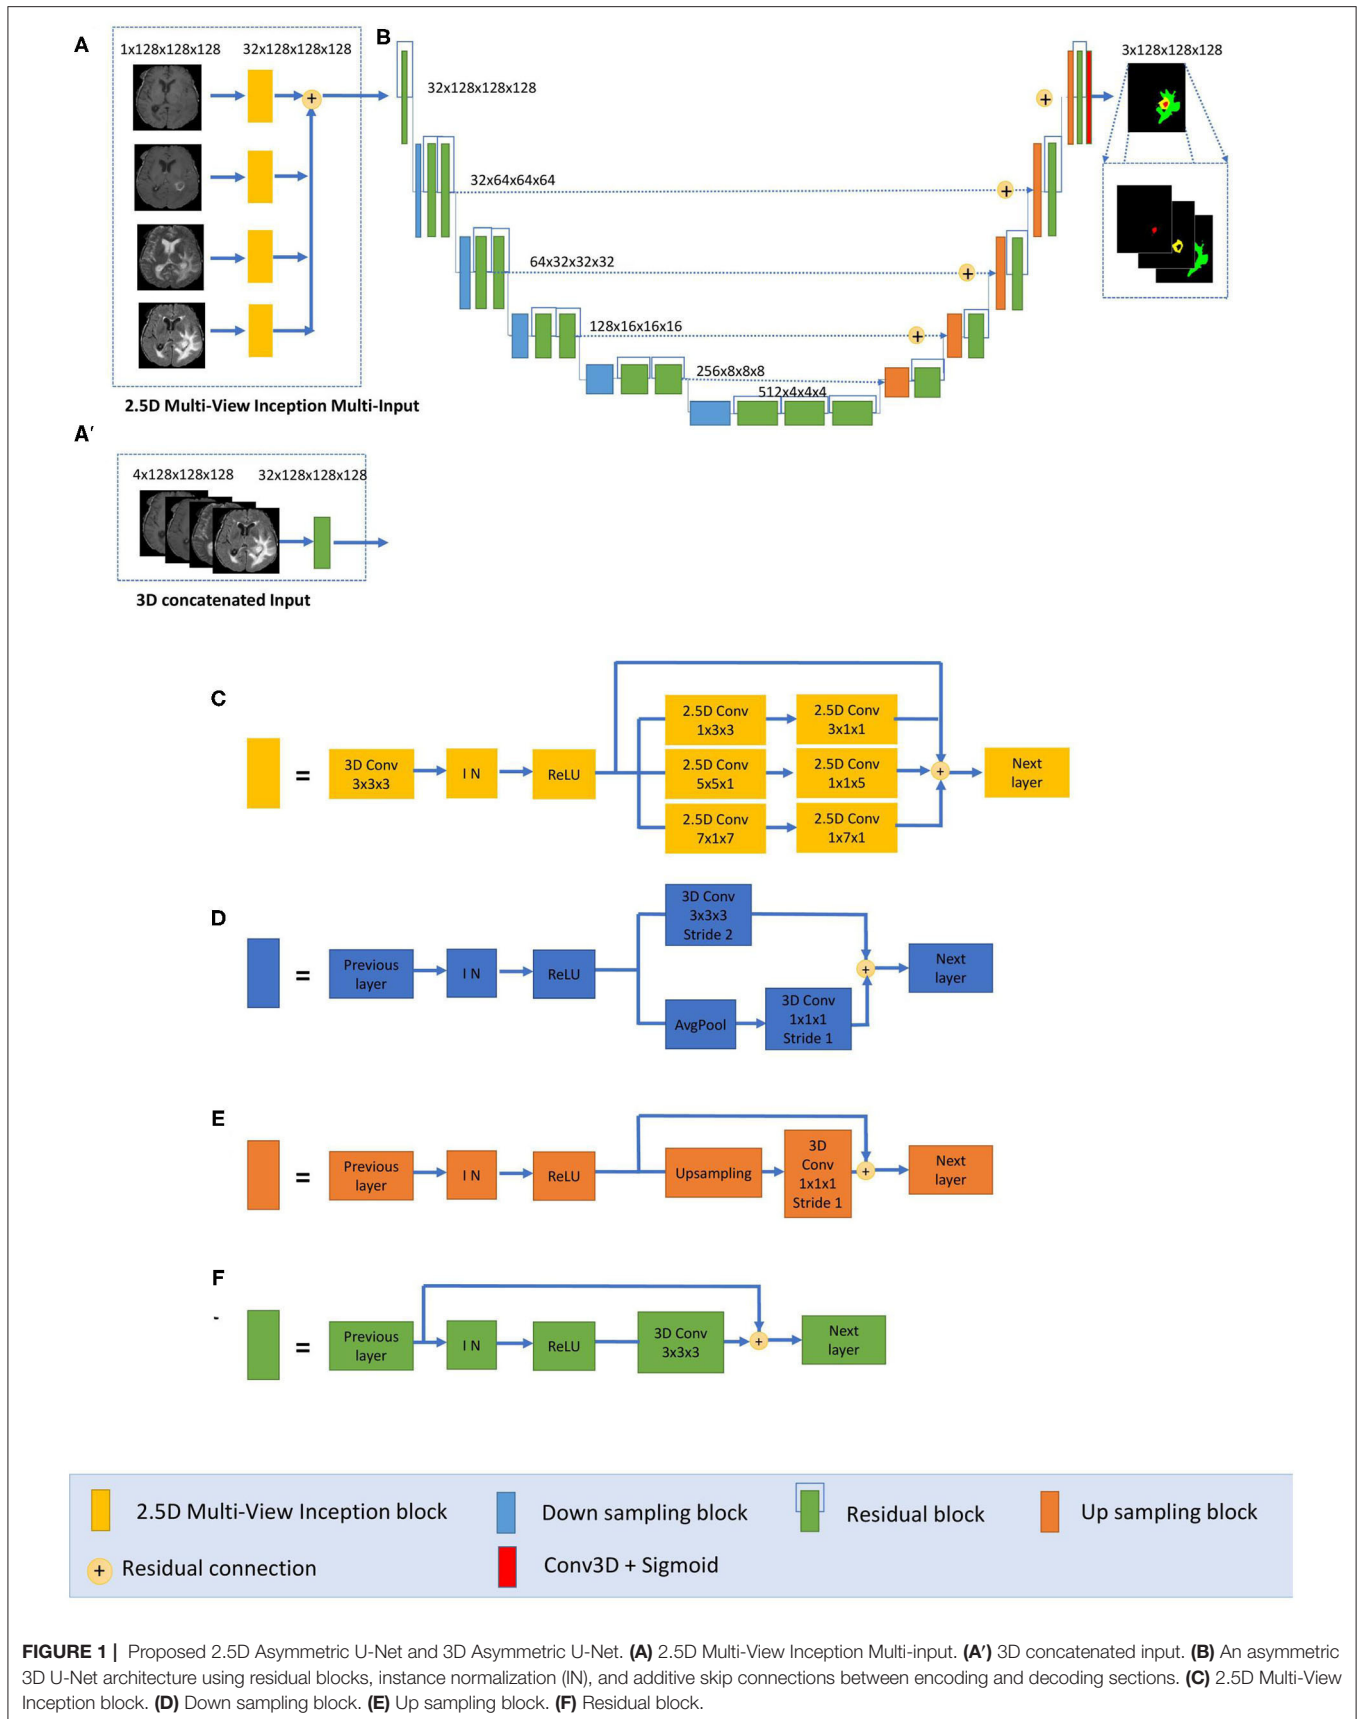 A
1x128x128x128 32x128x128x128
+
2.5D Multi-View Inception Multi-Input
B
32x128x128x128
3x128x128x128
+
32x64x64x64
+
64x32x32x32
+
128x16x16x16
+
256x8x8x8
512x4x4x4
A′
4x128x128x128 32x128x128x128
3D concatenated Input
C
=
3D Conv
3x3x3
I N
ReLU
2.5D Conv
1x3x3
2.5D Conv
3x1x1
2.5D Conv
5x5x1
2.5D Conv
1x1x5
2.5D Conv
7x1x7
2.5D Conv
1x7x1
+
Next
layer
D
=
Previous
layer
I N
ReLU
3D Conv
3x3x3
Stride 2
AvgPool
3D Conv
1x1x1
Stride 1
+
Next
layer
E
=
Previous
layer
I N
ReLU
Upsampling
3D
Conv
1x1x1
Stride 1
+
Next
layer
F
-
=
Previous
layer
I N
ReLU
3D Conv
3x3x3
+
Next
layer
2.5D Multi-View Inception block
Down sampling block
Residual block
Up sampling block
+ Residual connection
Conv3D + Sigmoid
FIGURE 1 | Proposed 2.5D Asymmetric U-Net and 3D Asymmetric U-Net. (A) 2.5D Multi-View Inception Multi-input. (A′) 3D concatenated input. (B) An asymmetric
3D U-Net architecture using residual blocks, instance normalization (IN), and additive skip connections between encoding and decoding sections. (C) 2.5D Multi-View
Inception block. (D) Down sampling block. (E) Up sampling block. (F) Residual block.